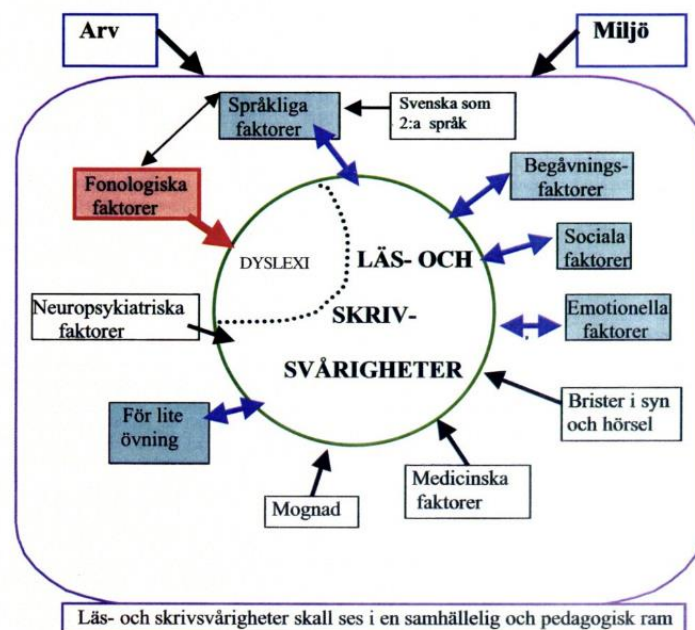 Arv
Miljö
Språkliga
faktorer
Svenska som
2:a språk
Fonologiska
faktorer
Begåvnings-
faktorer
Sociala
faktorer
DYSLEXI
LÄS- OCH
SKRIV-
SVÅRIGHETER
Neuropsykiatriska
faktorer
Emotionella
faktorer
För lite
övning
Brister i syn
och hörsel
Mognad
Medicinska
faktorer
Läs- och skrivsvårigheter skall ses i en samhällelig och pedagogisk ram